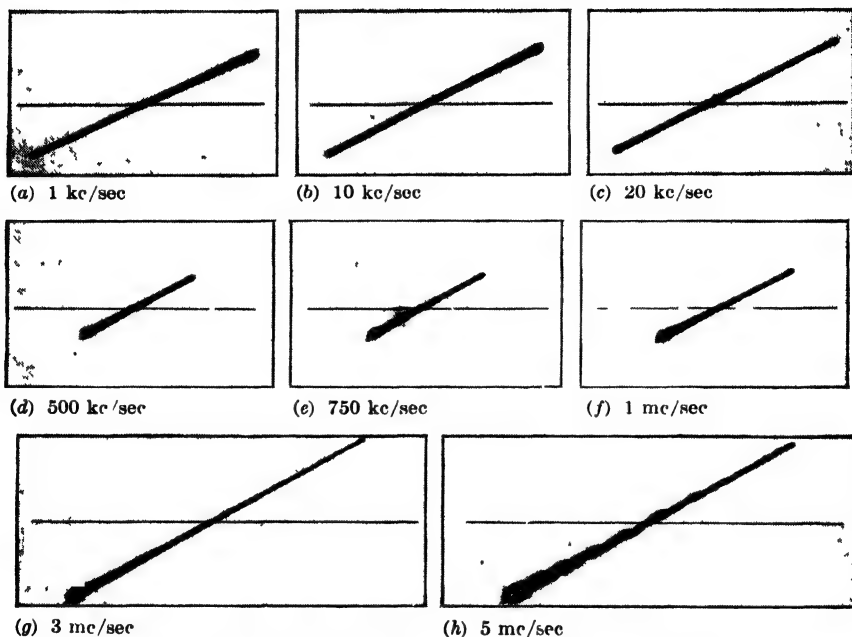 (a) 1 kc/sec (b) 10 kc/sec (c) 20 kc/sec
(d) 500 kc/sec (e) 750 kc/sec (f) 1 mc/sec
(g) 3 mc/sec (h) 5 mc/sec